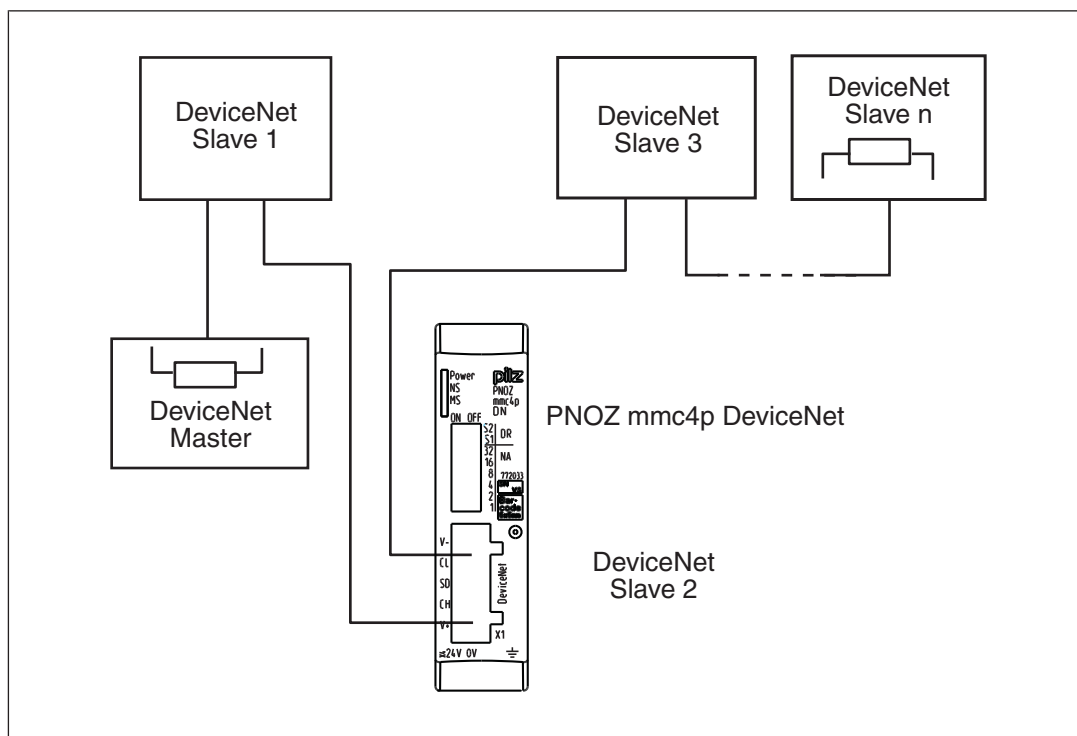 DeviceNet
Slave 1
DeviceNet
Slave 3
DeviceNet
Slave n
DeviceNet
Master
Power
NS
MS
pilz
PNOZ
mmc4p
DN
ON OFF
S2
S1
DR
32
16
8
4
2
1
NA
772033
V-
CL
SD
CH
V+
DeviceNet
X1
24V 0V
PNOZ mmc4p DeviceNet
DeviceNet
Slave 2